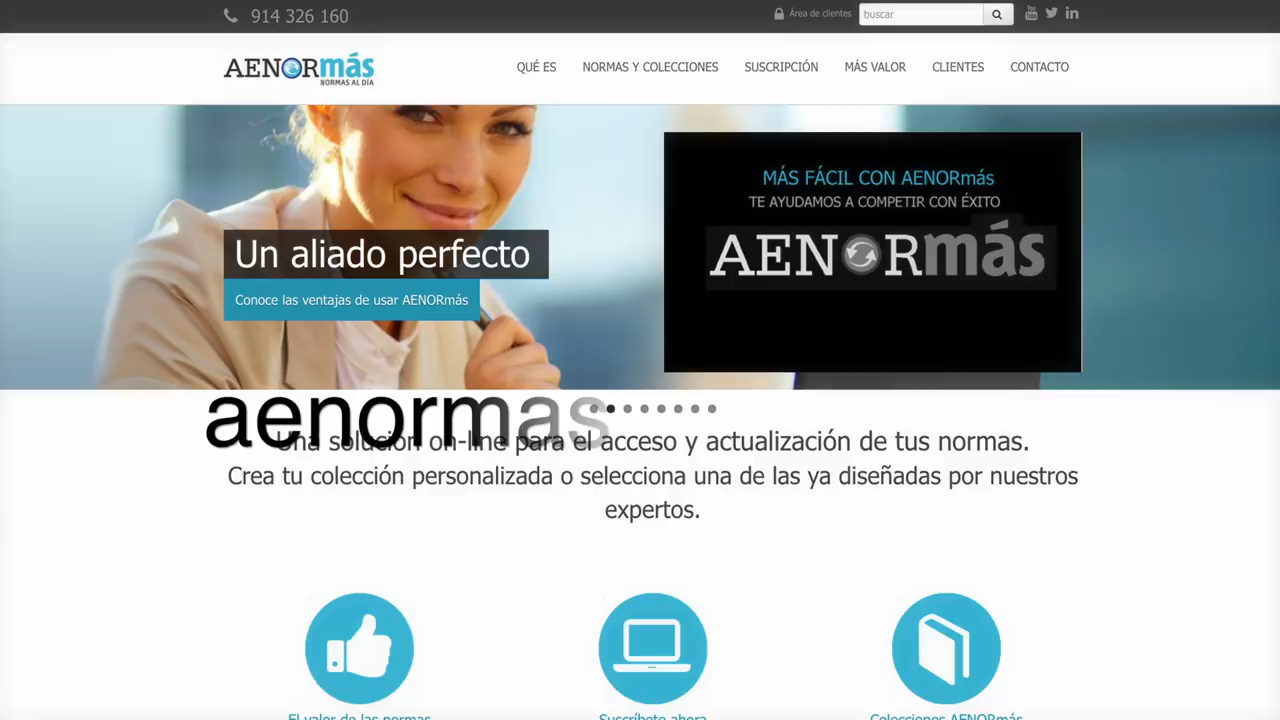 914 326 160
Área de clientes
buscar
You
in
AENORmás
NORMAS AL DÍA
QUÉ ES
NORMAS Y COLECCIONES
SUSCRIPCIÓN
MÁS VALOR
CLIENTES
CONTACTO
MÁS FÁCIL CON AENORmás
TE AYUDAMOS A COMPETIR CON ÉXITO
AENORmás
Un aliado perfecto
Conoce las ventajas de usar AENORmás
aenormas
Una solución on-line para el acceso y actualización de tus normas.
Crea tu colección personalizada o selecciona una de las ya diseñadas por nuestros
expertos.
El valor de las normas
Suscríbete ahora
Colecciones AENORmás